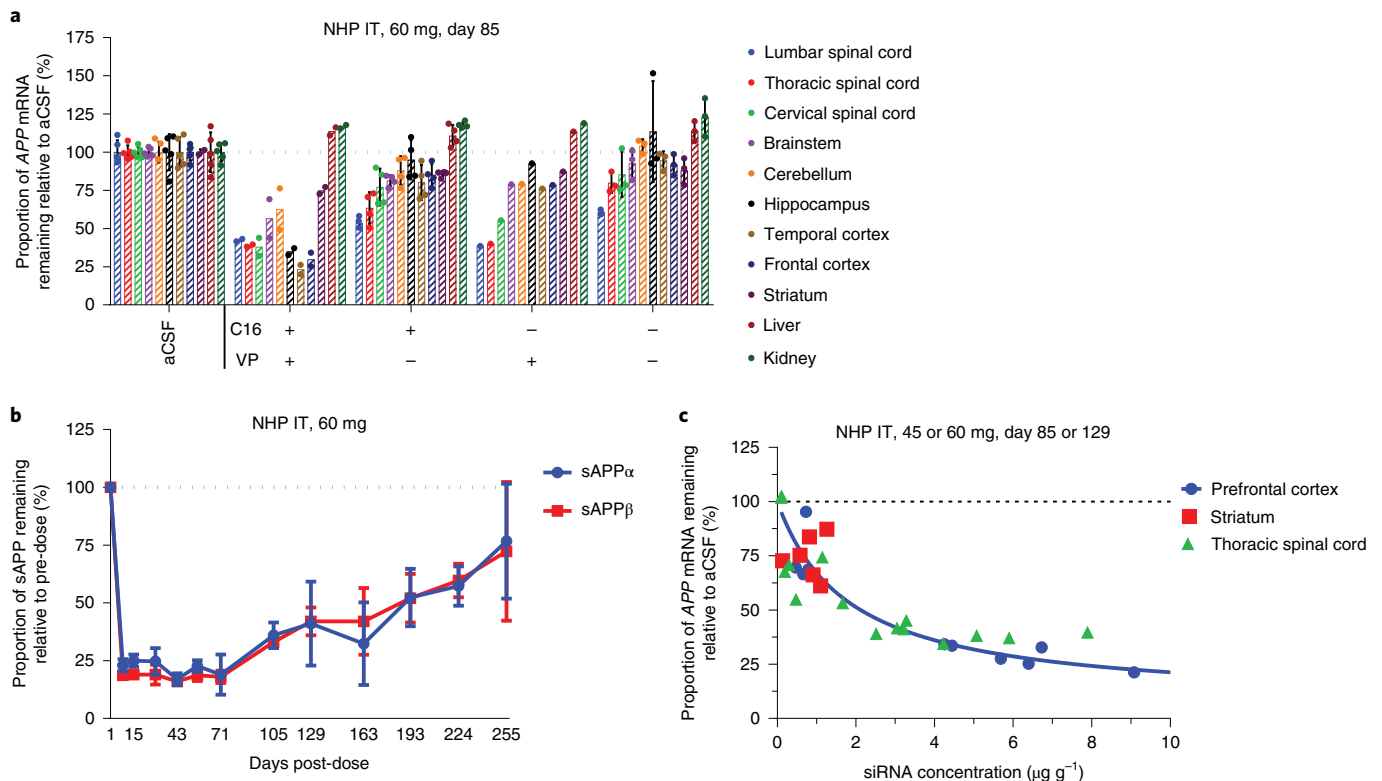 a
NHP IT, 60 mg, day 85
Proportion of APP mRNA
remaining relative to aCSF (%)
175
150
125
100
75
50
25
0
aCSF
C16 + + – –
VP + – + –
Lumbar spinal cord
Thoracic spinal cord
Cervical spinal cord
Brainstem
Cerebellum
Hippocampus
Temporal cortex
Frontal cortex
Striatum
Liver
Kidney
b
NHP IT, 60 mg
Proportion of sAPP remaining
relative to pre-dose (%)
125
100
75
50
25
0
1 15 43 71 105 129 163 193 224 255
Days post-dose
sAPPα
sAPPβ
c
NHP IT, 45 or 60 mg, day 85 or 129
Proportion of APP mRNA remaining
relative to aCSF (%)
125
100
75
50
25
0
0 2 4 6 8 10
siRNA concentration (μg g⁻¹)
Prefrontal cortex
Striatum
Thoracic spinal cord